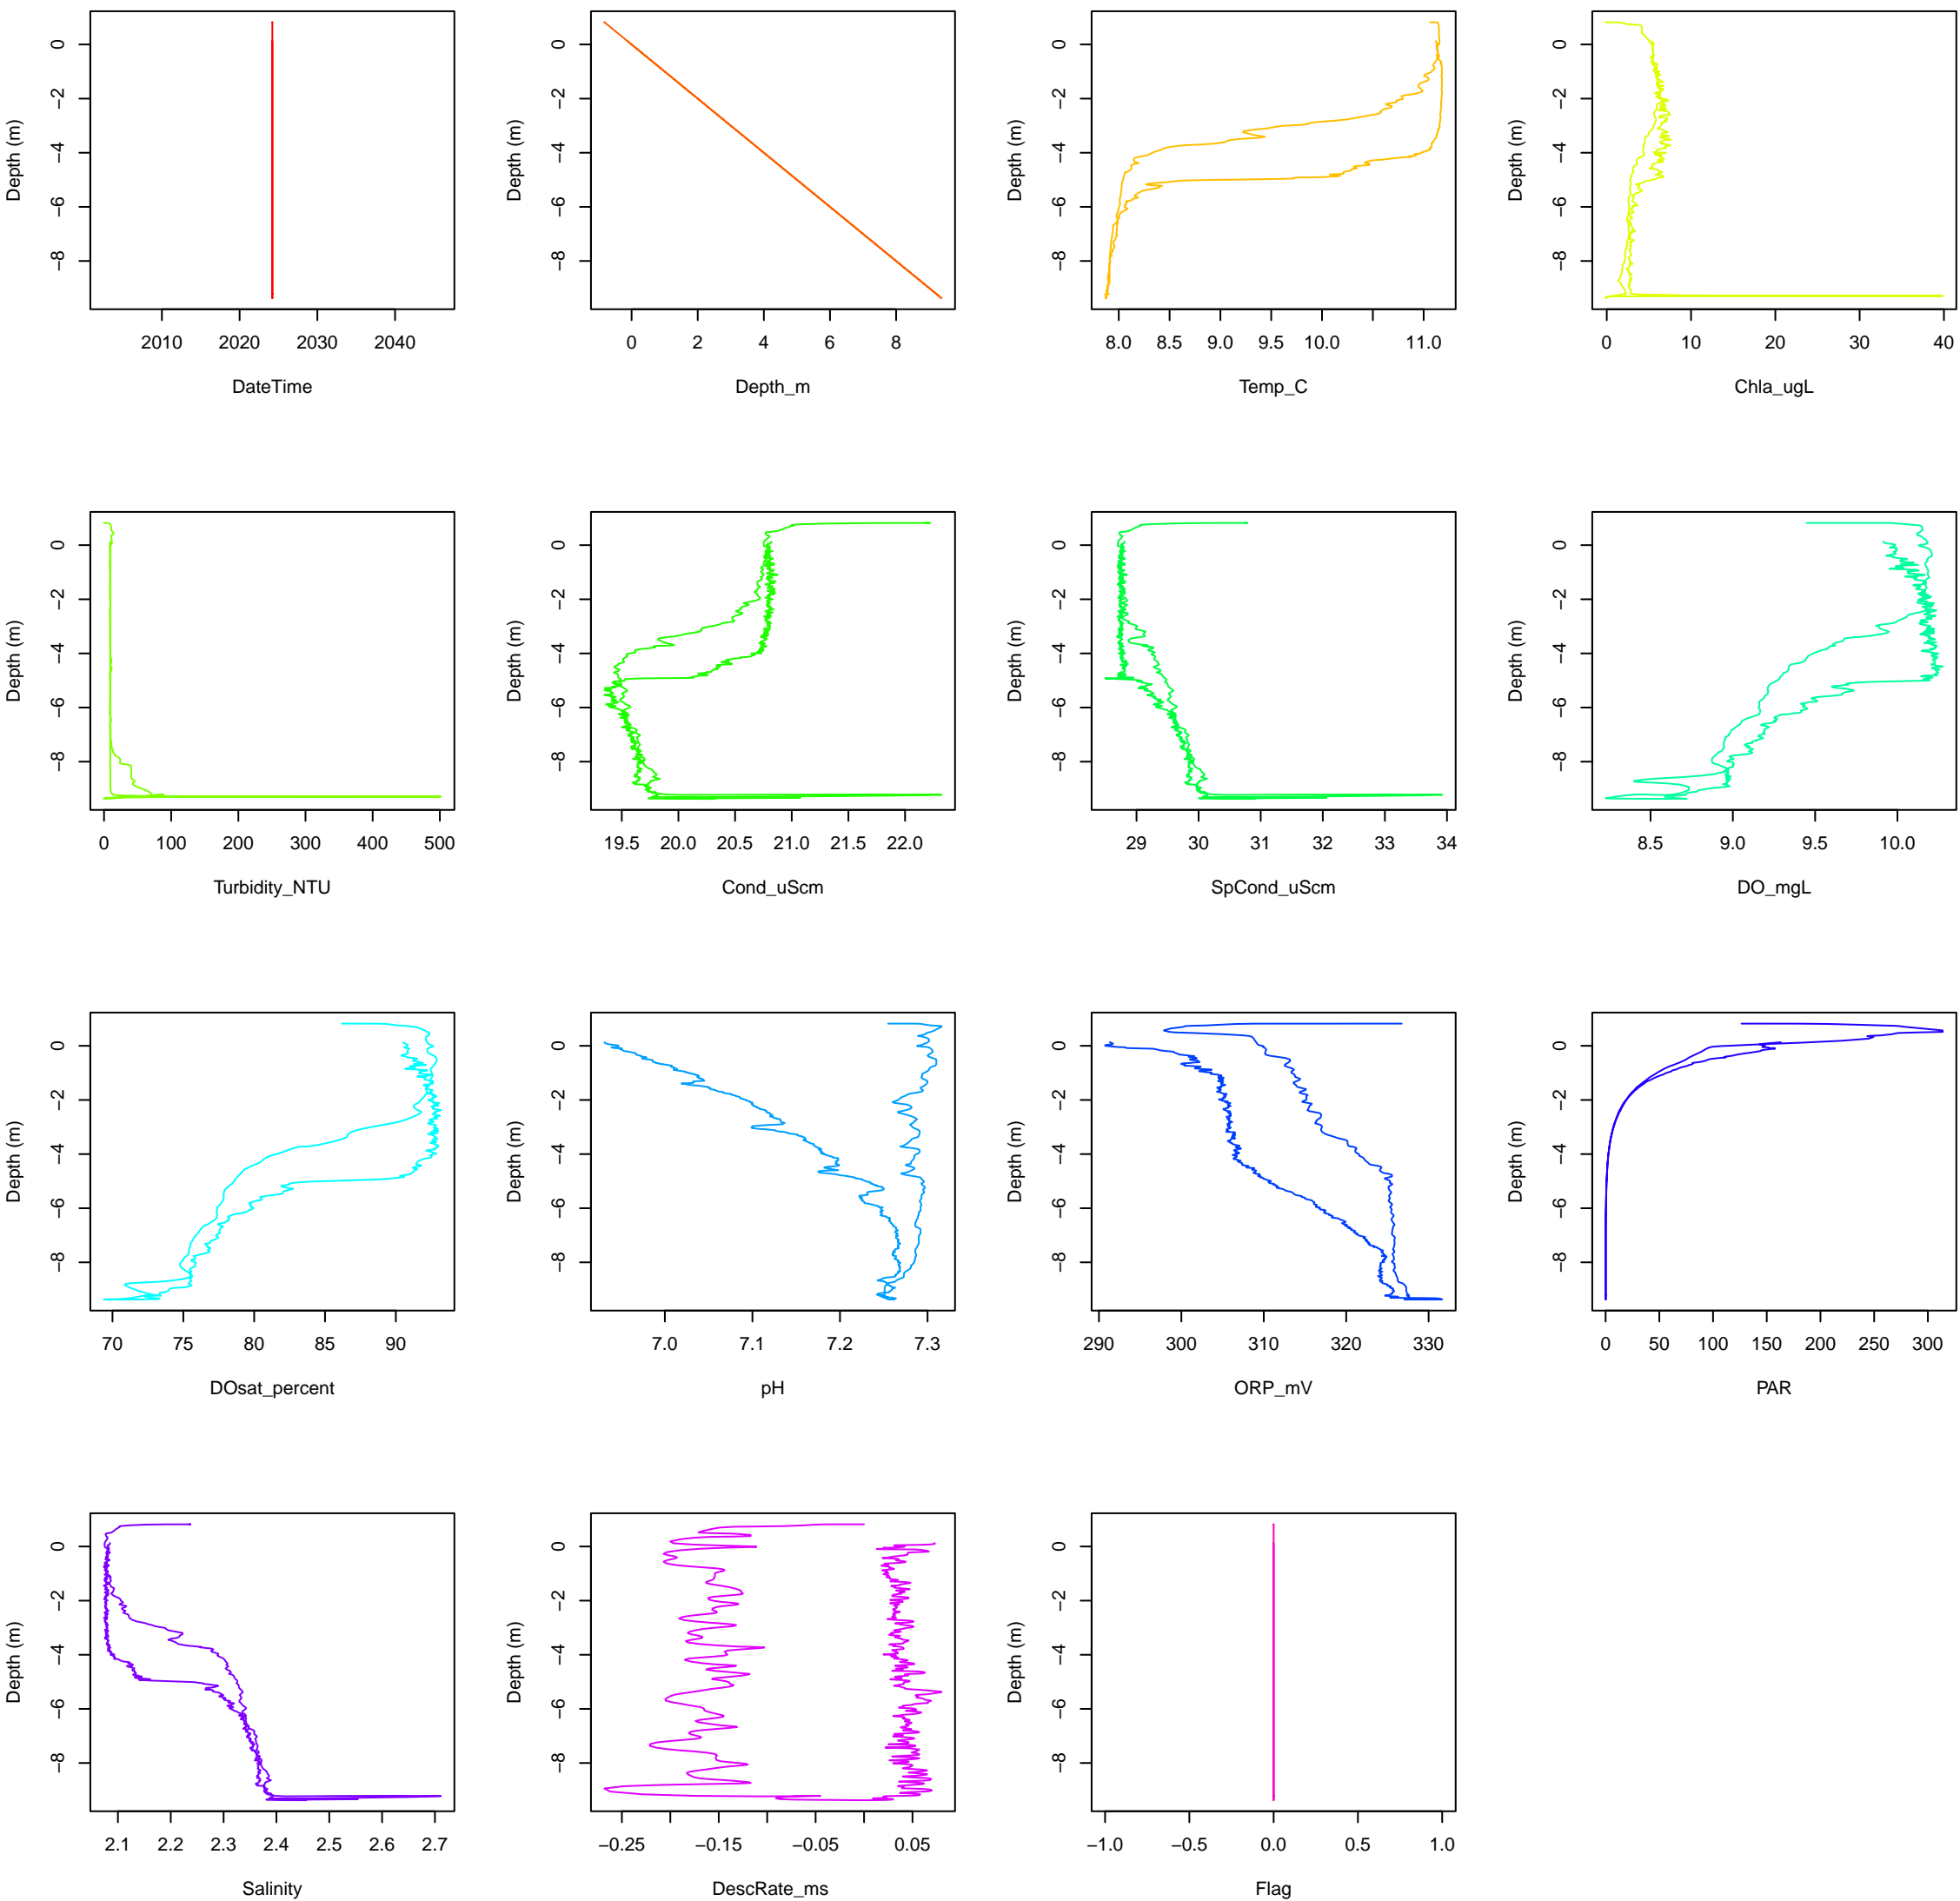 Depth (m)
0
−2
−4
−6
−8
2010 2020 2030 2040
DateTime
Depth (m)
0
−2
−4
−6
−8
0 2 4 6 8
Depth_m
Depth (m)
0
−2
−4
−6
−8
8.0 8.5 9.0 9.5 10.0 11.0
Temp_C
Depth (m)
0
−2
−4
−6
−8
0 10 20 30 40
Chla_ugL
Depth (m)
0
−2
−4
−6
−8
0 100 200 300 400 500
Turbidity_NTU
Depth (m)
0
−2
−4
−6
−8
19.5 20.0 20.5 21.0 21.5 22.0
Cond_uScm
Depth (m)
0
−2
−4
−6
−8
29 30 31 32 33 34
SpCond_uScm
Depth (m)
0
−2
−4
−6
−8
8.5 9.0 9.5 10.0
DO_mgL
Depth (m)
0
−2
−4
−6
−8
70 75 80 85 90
DOsat_percent
Depth (m)
0
−2
−4
−6
−8
7.0 7.1 7.2 7.3
pH
Depth (m)
0
−2
−4
−6
−8
290 300 310 320 330
ORP_mV
Depth (m)
0
−2
−4
−6
−8
0 50 100 150 200 250 300
PAR
Depth (m)
0
−2
−4
−6
−8
2.1 2.2 2.3 2.4 2.5 2.6 2.7
Salinity
Depth (m)
0
−2
−4
−6
−8
−0.25 −0.15 −0.05 0.05
DescRate_ms
Depth (m)
0
−2
−4
−6
−8
−1.0 −0.5 0.0 0.5 1.0
Flag